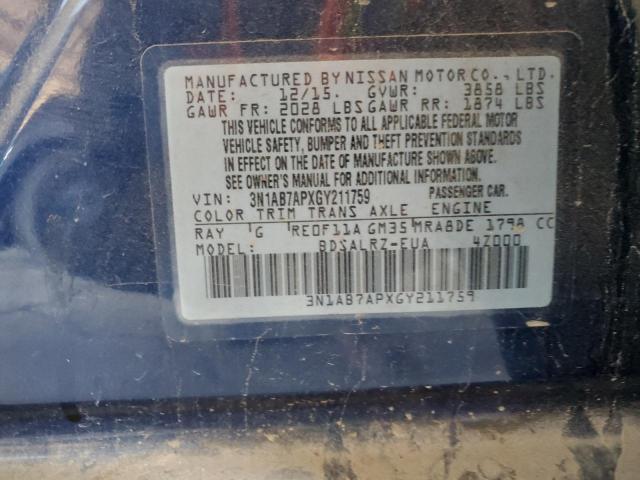 MANUFACTURED BY NISSAN MOTOR CO., LTD.
DATE: 12/15. GVWR: 3858 LBS
GAWR FR: 2028 LBS GAWR RR: 1874 LBS
THIS VEHICLE CONFORMS TO ALL APPLICABLE FEDERAL MOTOR
VEHICLE SAFETY, BUMPER AND THEFT PREVENTION STANDARDS
IN EFFECT ON THE DATE OF MANUFACTURE SHOWN ABOVE.
SEE OWNER'S MANUAL FOR ADDITIONAL INFORMATION.
VIN: 3N1AB7APXGY211759 PASSENGER CAR.
COLOR TRIM TRANS AXLE ENGINE
RAY G RE0F11A GM35 MRA8DE 1798 CC
BDSALRZ-EUA 4Z000
3N1AB7APXGY211759